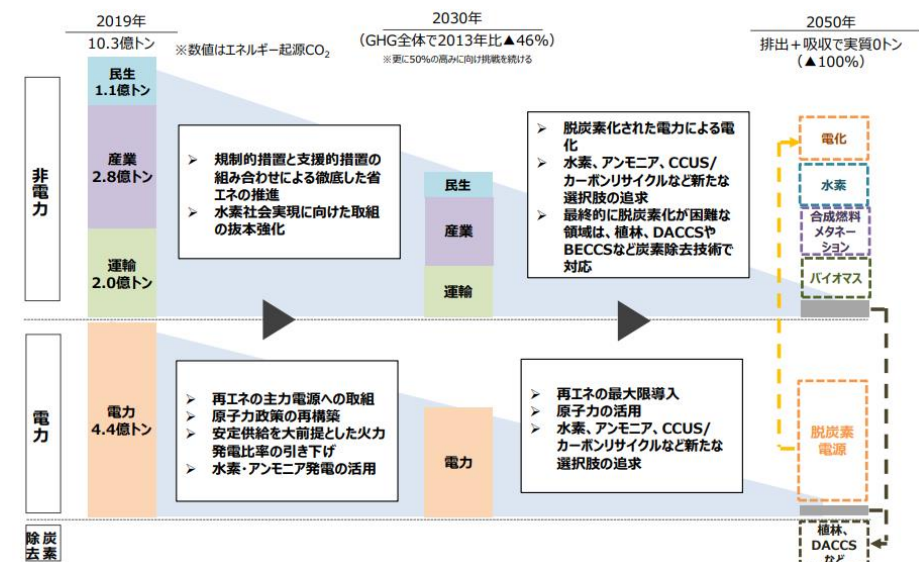 2019年
10.3億トン
※数値はエネルギー起源CO₂
2030年
(GHG全体で2013年比▲46%)
※更に50%の高みに向け挑戦を続ける
2050年
排出+吸収で実質0トン
(▲100%)
非電力
民生
1.1億トン
産業
2.8億トン
運輸
2.0億トン
➢ 規制的措置と支援的措置の
組み合わせによる徹底した省
エネの推進
➢ 水素社会実現に向けた取組
の抜本強化
民生
産業
運輸
➢ 脱炭素化された電力による電
化
➢ 水素、アンモニア、CCUS/
カーボンリサイクルなど新たな
選択肢の追求
➢ 最終的に脱炭素化が困難な
領域は、植林、DACCSや
BECCSなど炭素除去技術で
対応
電化
水素
合成燃料
メタネー
ション
バイオマス
電力
電力
4.4億トン
➢ 再エネの主力電源への取組
➢ 原子力政策の再構築
➢ 安定供給を大前提とした火力
発電比率の引き下げ
➢ 水素・アンモニア発電の活用
電力
➢ 再エネの最大限導入
➢ 原子力の活用
➢ 水素、アンモニア、CCUS/
カーボンリサイクルなど新たな
選択肢の追求
脱炭素
電源
炭素除去
植林、
DACCS
など